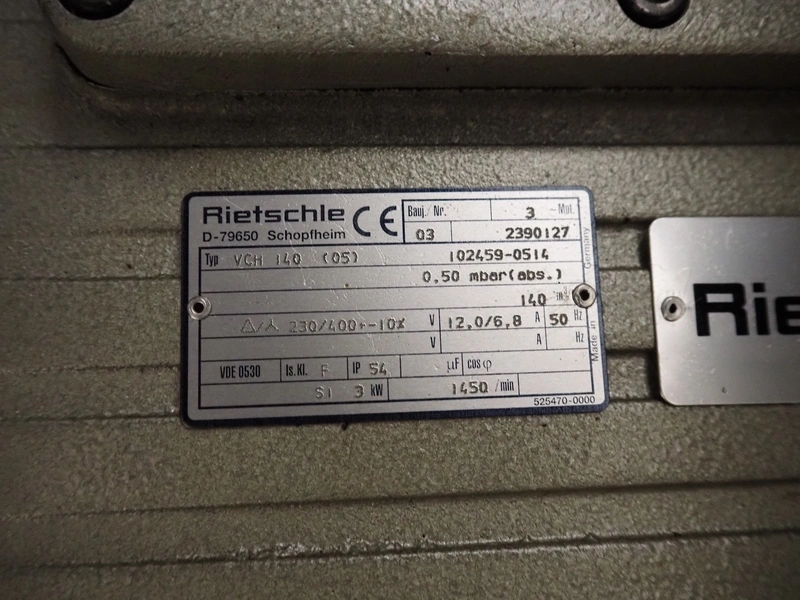 Rietschle CE
D-79650 Schopfheim
Bauj./Nr. 3~Mot.
03 2390127
Typ VCH 140 (05) 102459-0514
0,50 mbar(abs.)
140 m³
△/⅄ 230/400+-10% V 12,0/6,8 A 50 Hz
V A Hz
VDE 0530 Is.Kl. F IP 54 µF cos φ
S1 3 kW 1450 /min
525470-0000
Made in Germany
Rie